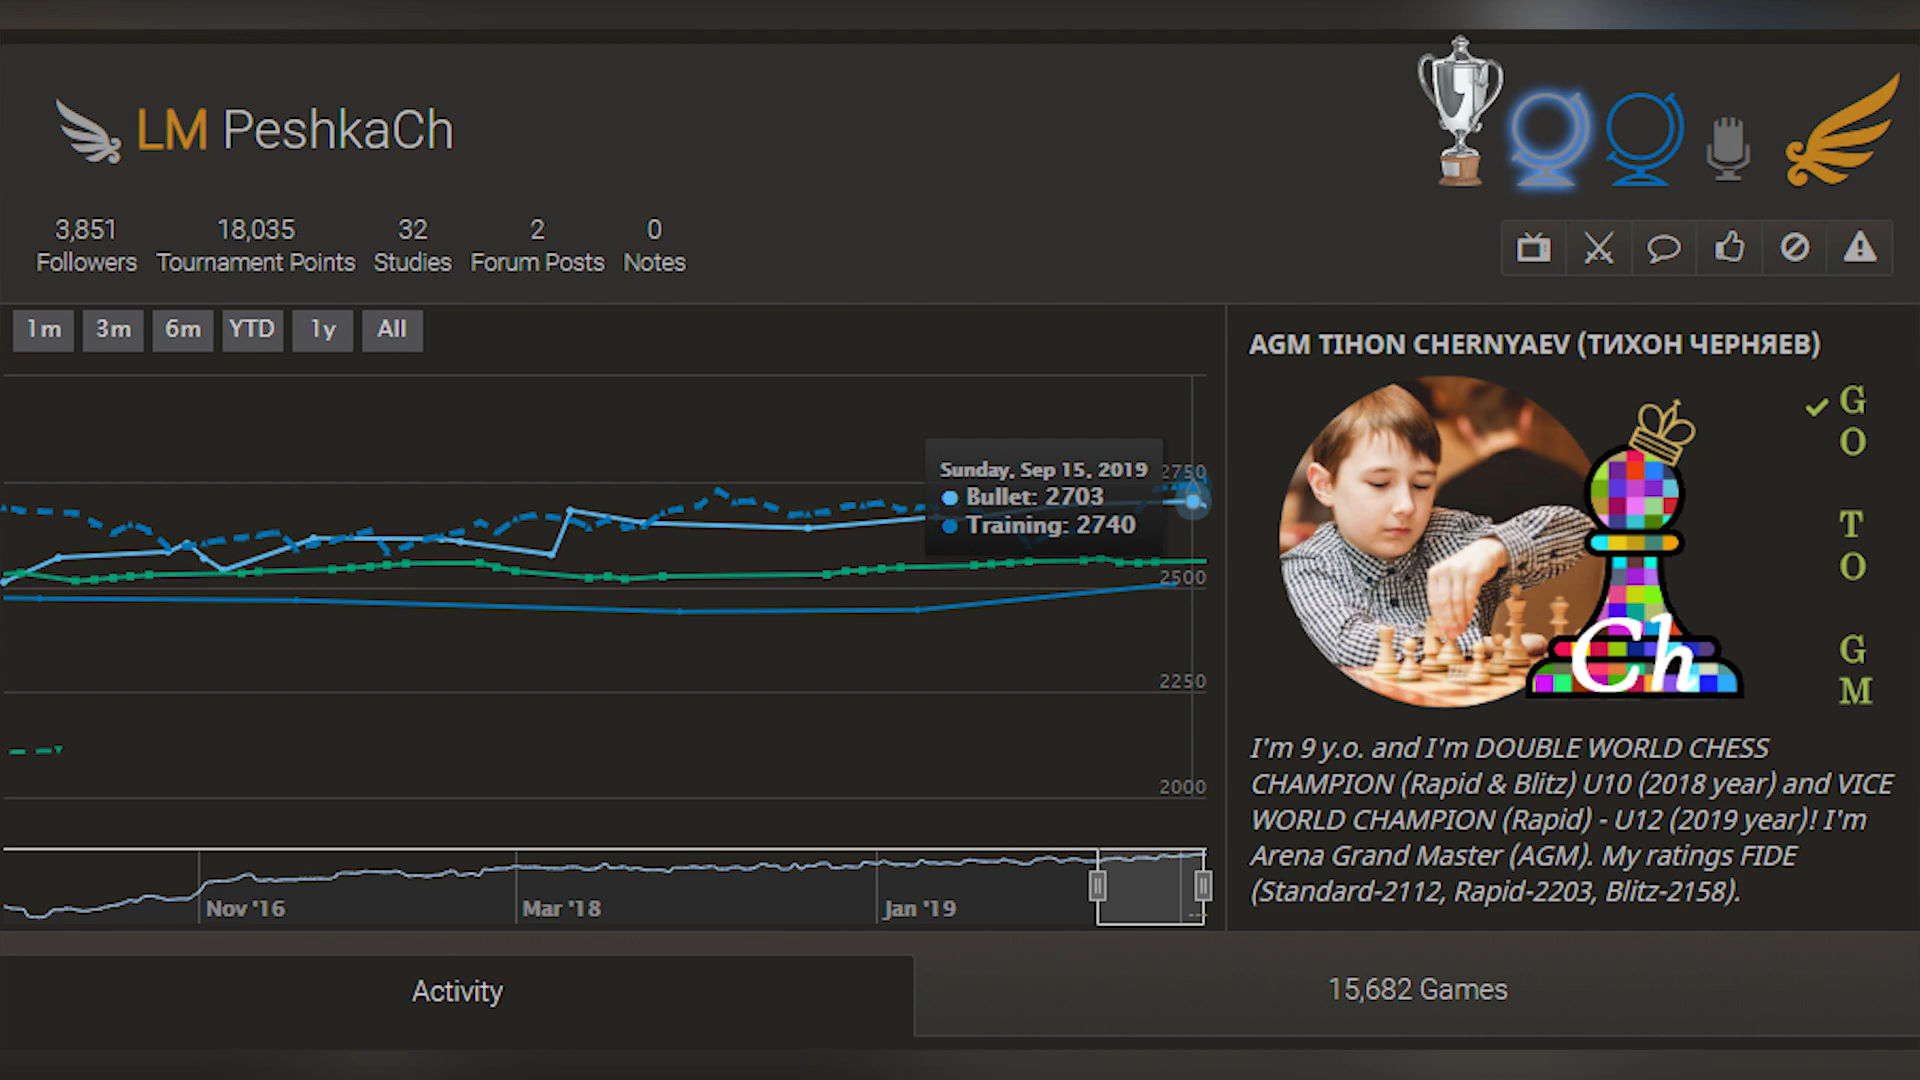 LM PeshkaCh
3,851 18,035 32 2 0
Followers Tournament Points Studies Forum Posts Notes
1m 3m 6m YTD 1y All
AGM TIHON CHERNYAEV (ТИХОН ЧЕРНЯЕВ)
Sunday, Sep 15, 2019
Bullet: 2703
Training: 2740
2750
2500
2250
2000
Nov '16 Mar '18 Jan '19
G
O
T
O
G
M
Ch
I'm 9 y.o. and I'm DOUBLE WORLD CHESS
CHAMPION (Rapid & Blitz) U10 (2018 year) and VICE
WORLD CHAMPION (Rapid) - U12 (2019 year)! I'm
Arena Grand Master (AGM). My ratings FIDE
(Standard-2112, Rapid-2203, Blitz-2158).
Activity
15,682 Games